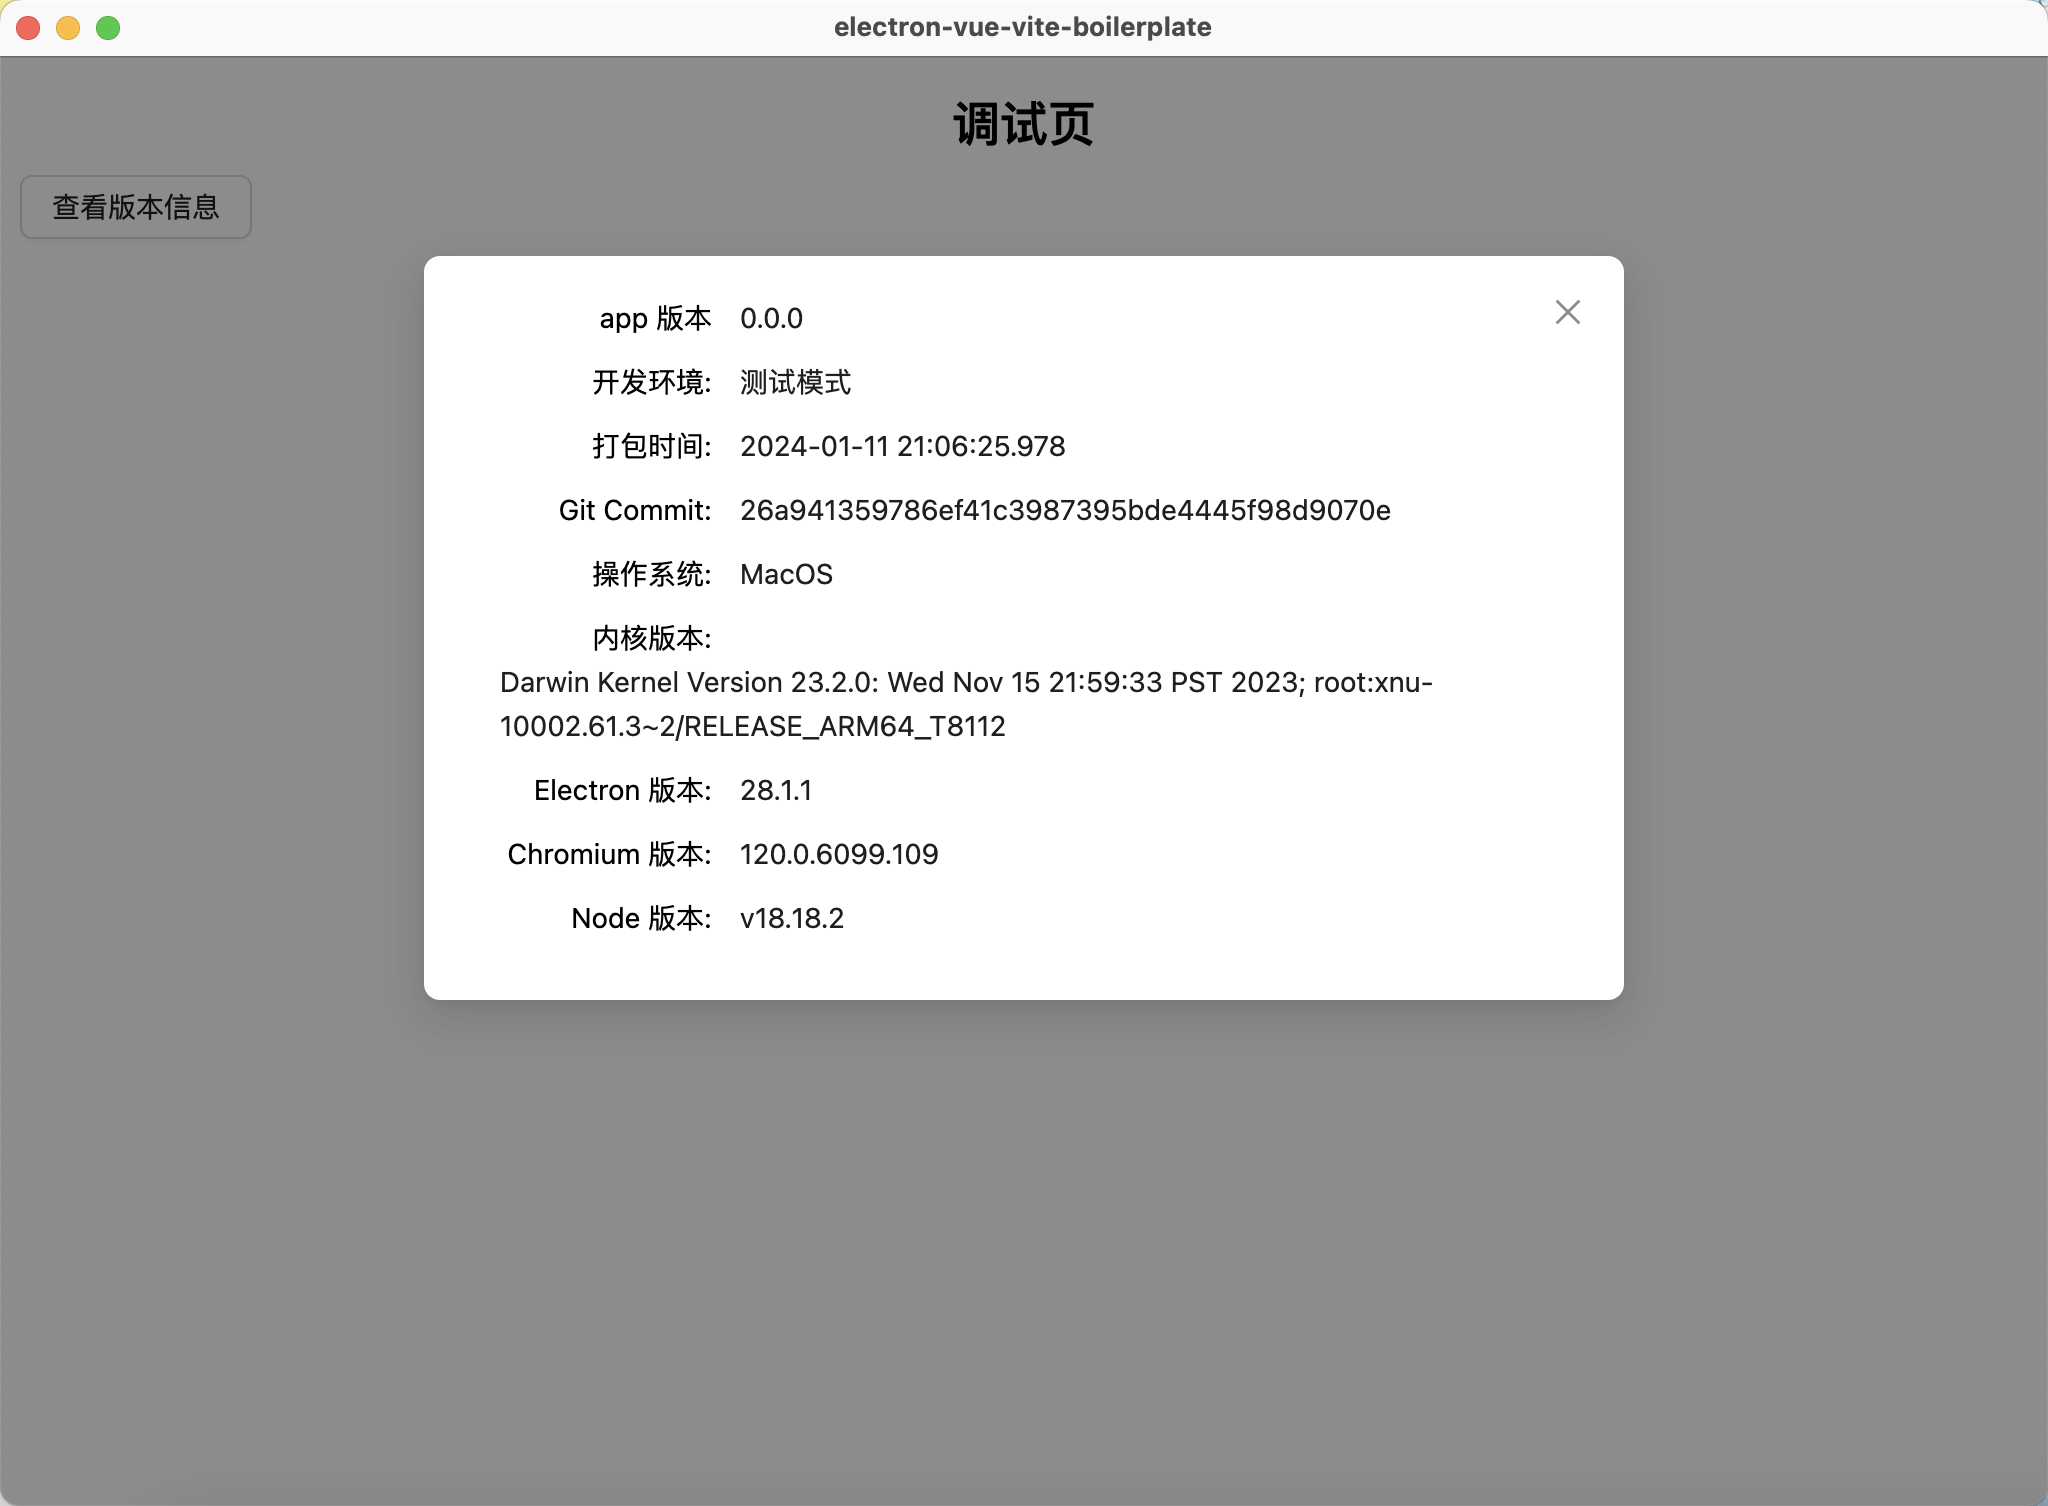 electron-vue-vite-boilerplate
调试页
查看版本信息
app 版本 0.0.0
开发环境: 测试模式
打包时间: 2024-01-11 21:06:25.978
Git Commit: 26a941359786ef41c3987395bde4445f98d9070e
操作系统: MacOS
内核版本:
Darwin Kernel Version 23.2.0: Wed Nov 15 21:59:33 PST 2023; root:xnu-
10002.61.3~2/RELEASE_ARM64_T8112
Electron 版本: 28.1.1
Chromium 版本: 120.0.6099.109
Node 版本: v18.18.2